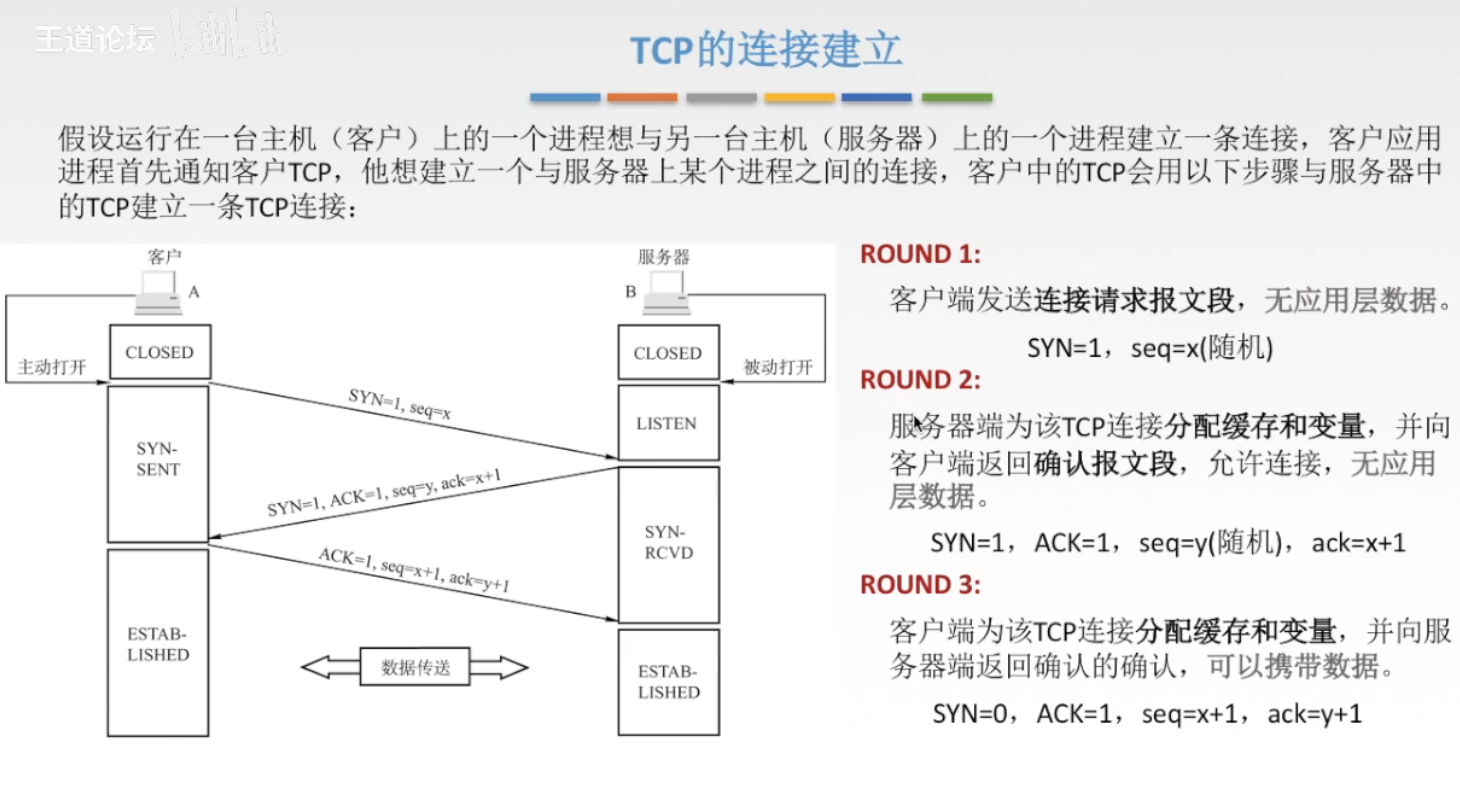 王道论坛 bilibili
TCP的连接建立
假设运行在一台主机（客户）上的一个进程想与另一台主机（服务器）上的一个进程建立一条连接，客户应用
进程首先通知客户TCP，他想建立一个与服务器上某个进程之间的连接，客户中的TCP会用以下步骤与服务器中
的TCP建立一条TCP连接：
客户
A
服务器
B
主动打开
CLOSED
CLOSED
被动打开
SYN=1, seq=x
LISTEN
SYN-
SENT
SYN=1, ACK=1, seq=y, ack=x+1
SYN-
RCVD
ACK=1, seq=x+1, ack=y+1
ESTAB-
LISHED
数据传送
ESTAB-
LISHED
ROUND 1:
客户端发送连接请求报文段，无应用层数据。
SYN=1，seq=x(随机)
ROUND 2:
服务器端为该TCP连接分配缓存和变量，并向
客户端返回确认报文段，允许连接，无应用
层数据。
SYN=1，ACK=1，seq=y(随机)，ack=x+1
ROUND 3:
客户端为该TCP连接分配缓存和变量，并向服
务器端返回确认的确认，可以携带数据。
SYN=0，ACK=1，seq=x+1，ack=y+1